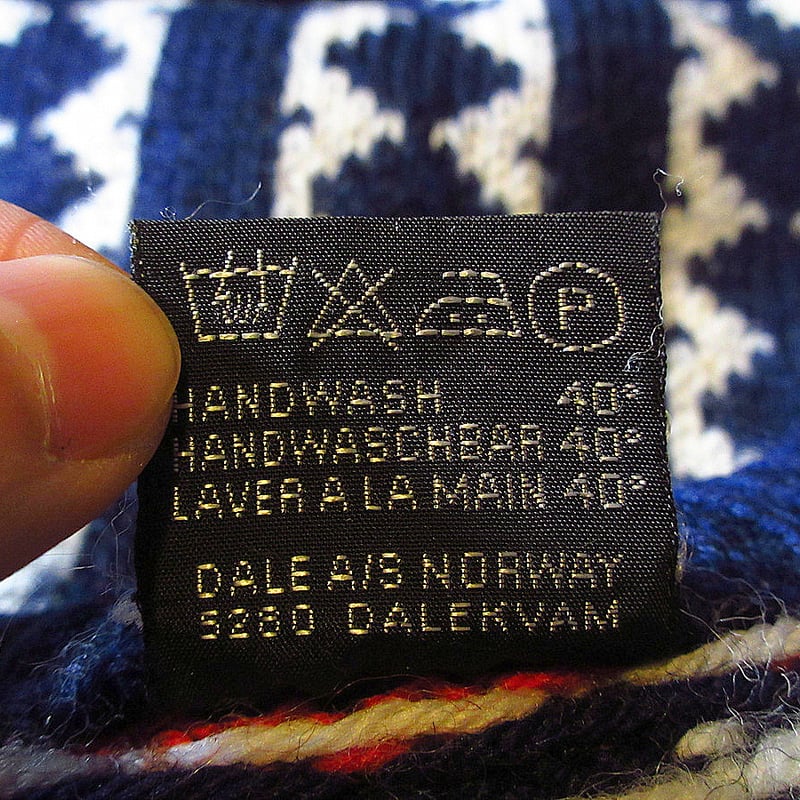 P
HANDWASH 40°
HANDWASCHBAR 40°
LAVER A LA MAIN 40°
DALE A/S NORWAY
5280 DALEKVAM